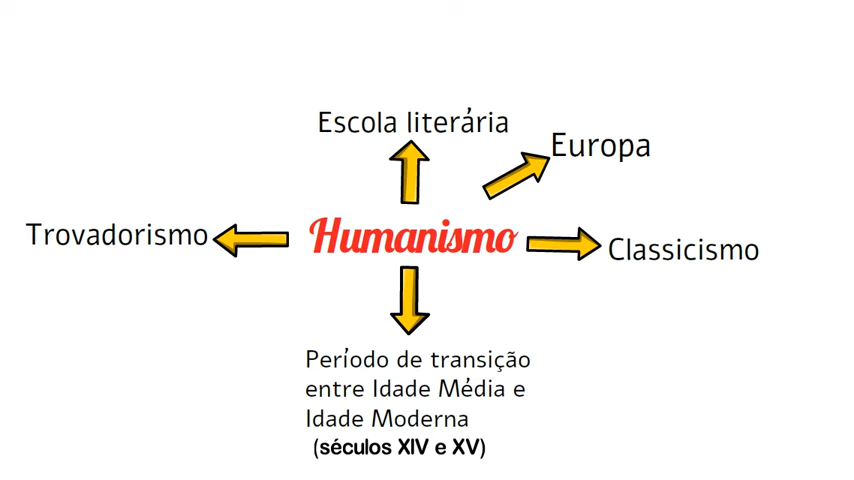 Escola literária
Europa
Trovadorismo
Humanismo
Classicismo
Período de transição
entre Idade Média e
Idade Moderna
(séculos XIV e XV)